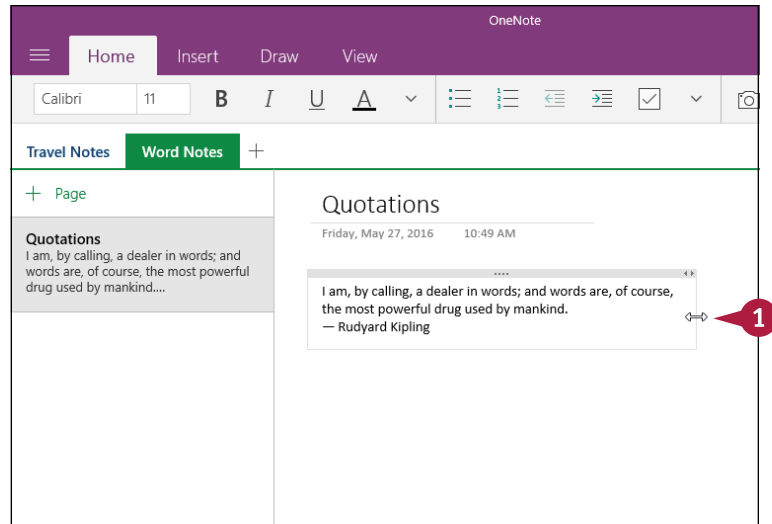 OneNote
Home Insert Draw View
Calibri 11 B I U A
Travel Notes Word Notes +
+ Page
Quotations
I am, by calling, a dealer in words; and
words are, of course, the most powerful
drug used by mankind....
Quotations
Friday, May 27, 2016 10:49 AM
I am, by calling, a dealer in words; and words are, of course,
the most powerful drug used by mankind.
— Rudyard Kipling
1